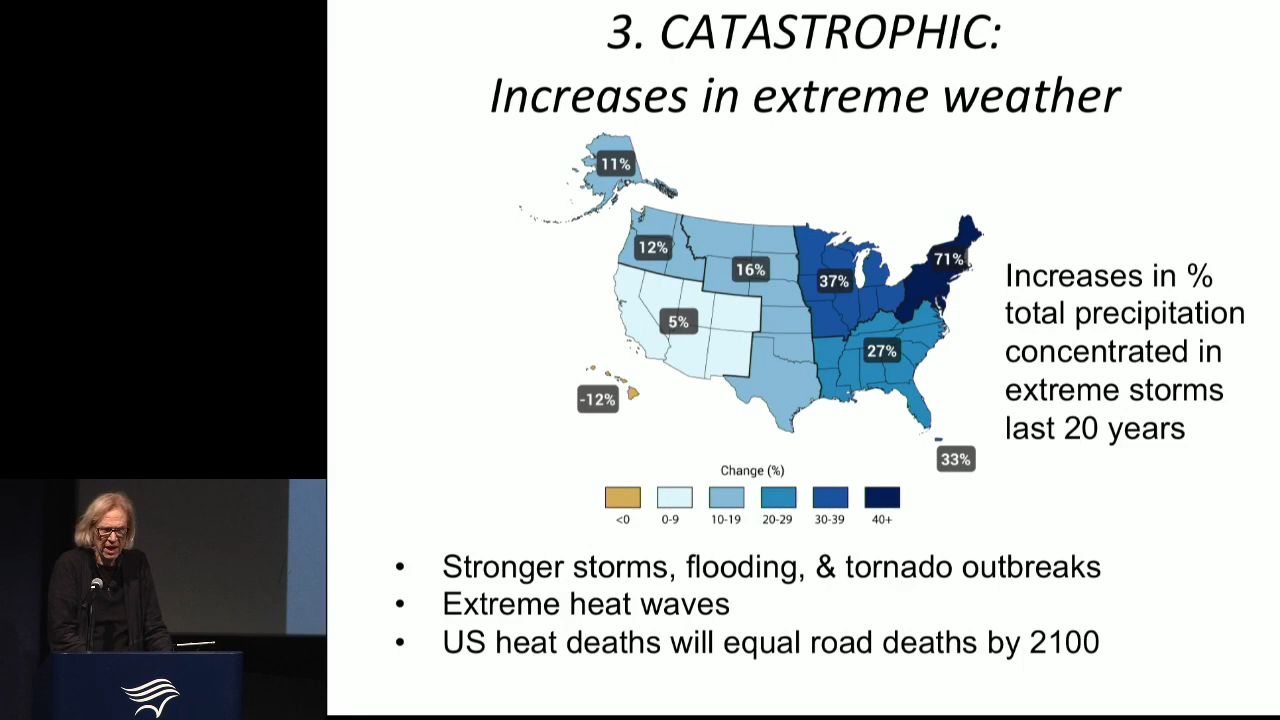 3. CATASTROPHIC:
Increases in extreme weather
11%
12%
16%
37%
71%
5%
27%
-12%
33%
Increases in %
total precipitation
concentrated in
extreme storms
last 20 years
Change (%)
<0
0-9
10-19
20-29
30-39
40+
• Stronger storms, flooding, & tornado outbreaks
• Extreme heat waves
• US heat deaths will equal road deaths by 2100